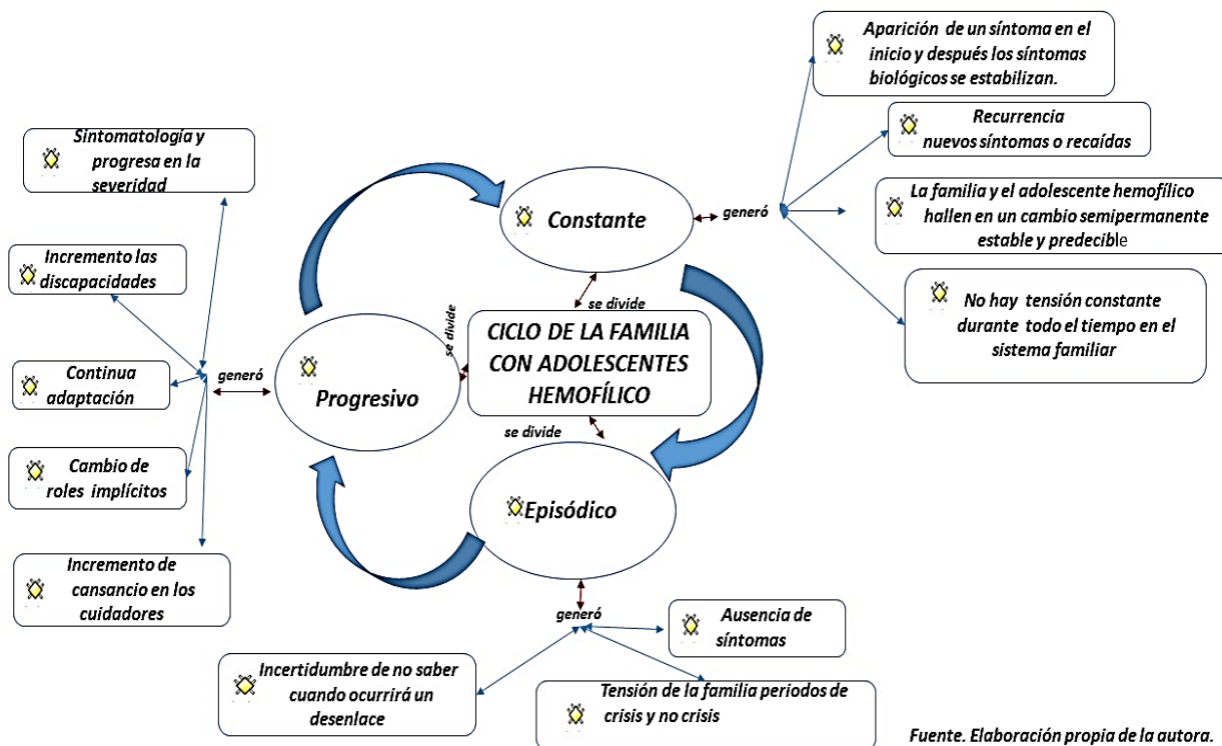 Aparición de un síntoma en el
inicio y después los síntomas
biológicos se estabilizan.
Recurrencia
nuevos síntomas o recaídas
La familia y el adolescente hemofílico
hallen en un cambio semipermanente
estable y predecible
No hay tensión constante
durante todo el tiempo en el
sistema familiar
generó
Constante
se divide
CICLO DE LA FAMILIA
CON ADOLESCENTES
HEMOFÍLICO
se divide
Progresivo
generó
Sintomatología y
progresa en la
severidad
Incremento las
discapacidades
Continua
adaptación
Cambio de
roles implícitos
Incremento de
cansancio en los
cuidadores
se divide
Episódico
generó
Ausencia de
síntomas
Incertidumbre de no saber
cuando ocurrirá un
desenlace
Tensión de la familia periodos de
crisis y no crisis
Fuente. Elaboración propia de la autora.